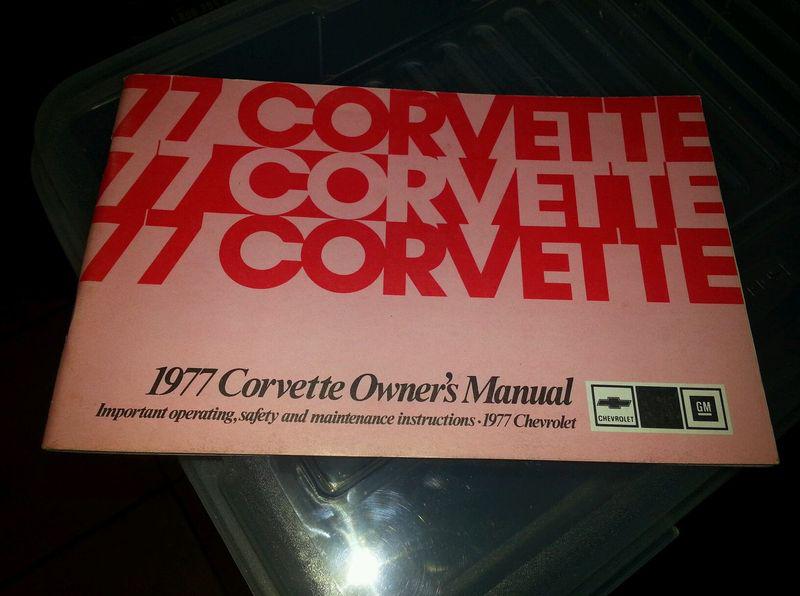 77 CORVETTE
77 CORVETTE
77 CORVETTE
1977 Corvette Owner's Manual
Important operating, safety and maintenance instructions · 1977 Chevrolet
CHEVROLET
GM